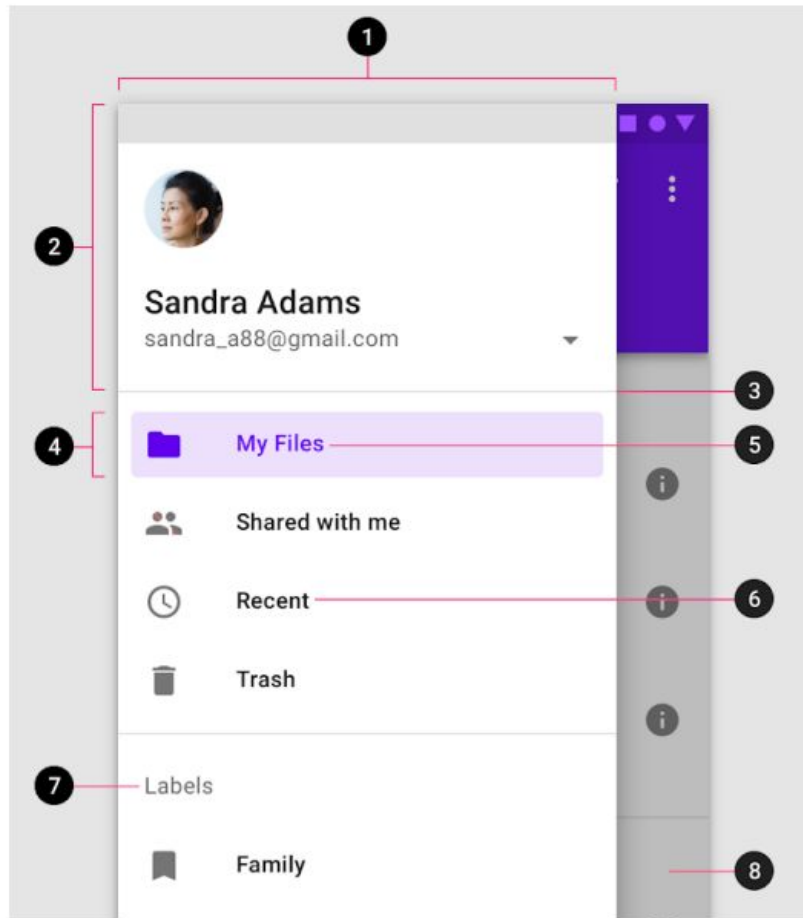 1
2
Sandra Adams
sandra_a88@gmail.com
3
4
My Files
5
Shared with me
Recent
6
Trash
7
Labels
Family
8